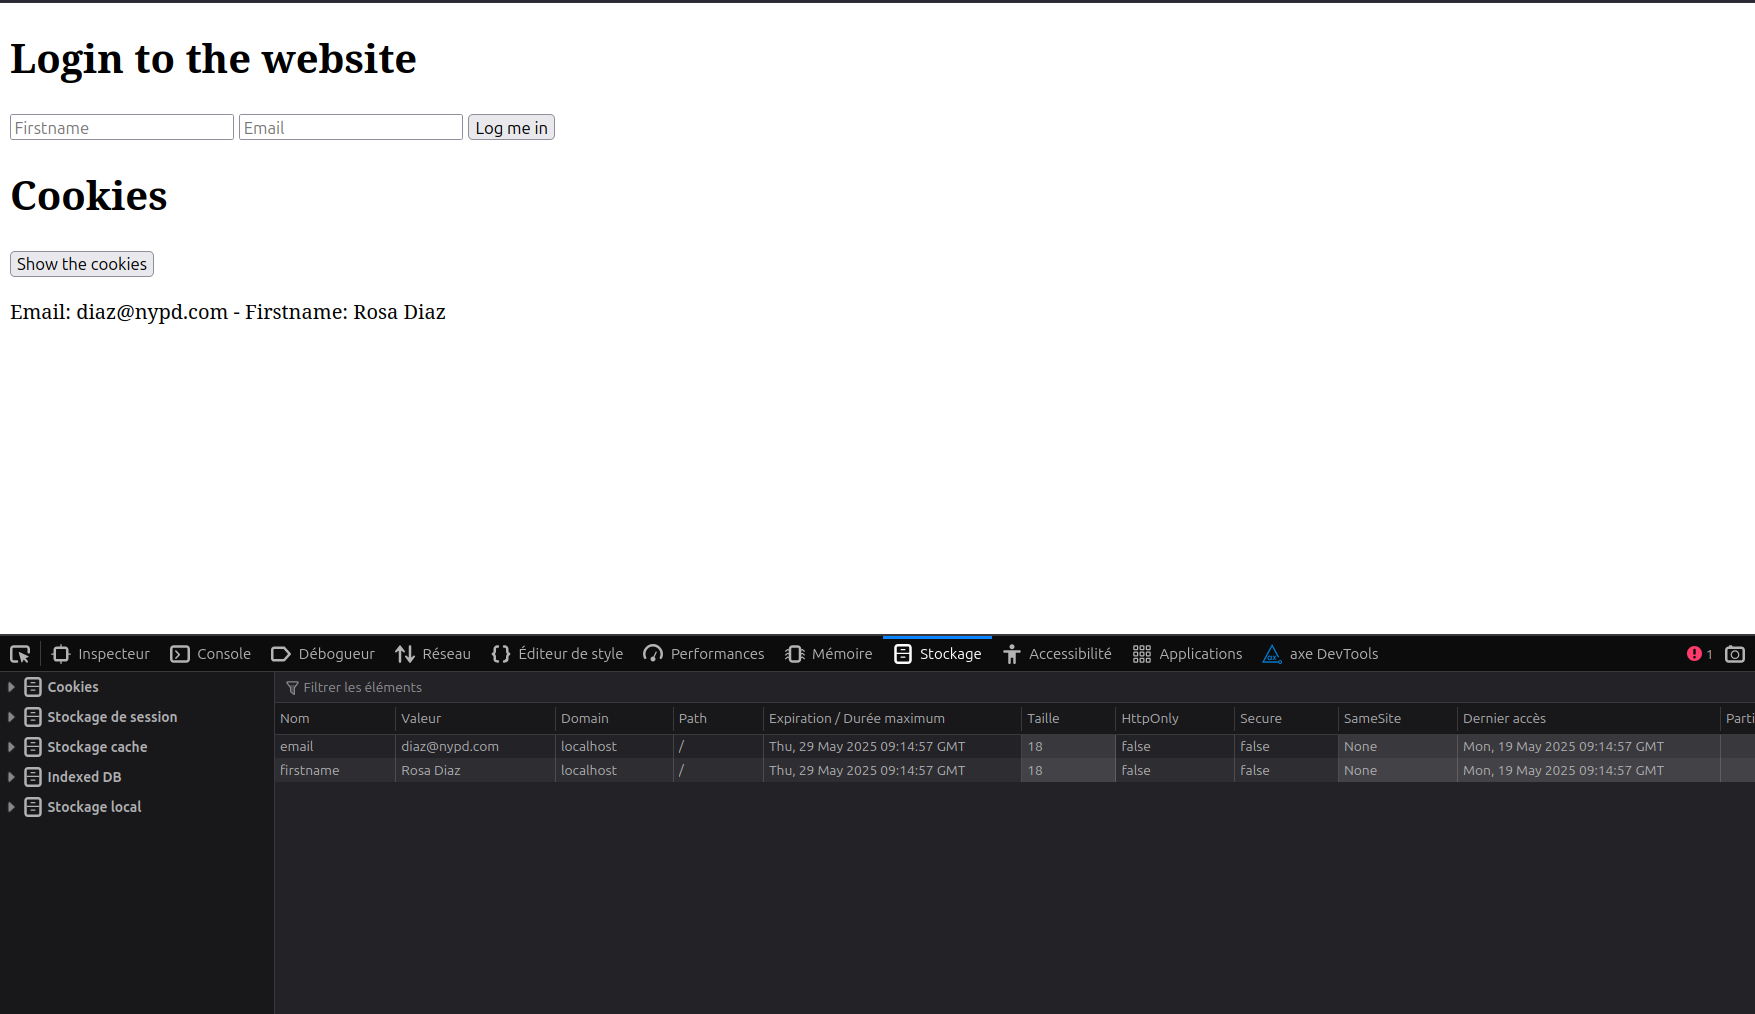 Login to the website
Firstname Email Log me in
Cookies
Show the cookies
Email: diaz@nypd.com - Firstname: Rosa Diaz
Inspecteur Console Débogueur Réseau Éditeur de style Performances Mémoire Stockage Accessibilité Applications axe DevTools 1
Cookies
Stockage de session
Stockage cache
Indexed DB
Stockage local
Filtrer les éléments
Nom Valeur Domain Path Expiration / Durée maximum Taille HttpOnly Secure SameSite Dernier accès Parti
email diaz@nypd.com localhost / Thu, 29 May 2025 09:14:57 GMT 18 false false None Mon, 19 May 2025 09:14:57 GMT
firstname Rosa Diaz localhost / Thu, 29 May 2025 09:14:57 GMT 18 false false None Mon, 19 May 2025 09:14:57 GMT